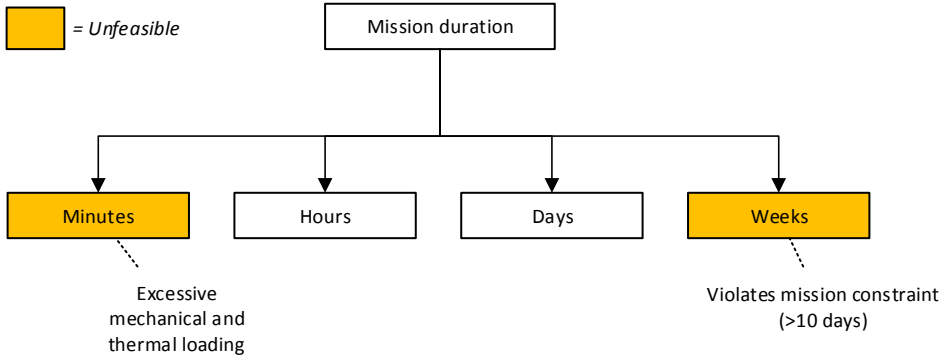 = Unfeasible
Mission duration
Minutes
Hours
Days
Weeks
Excessive
mechanical and
thermal loading
Violates mission constraint
(>10 days)